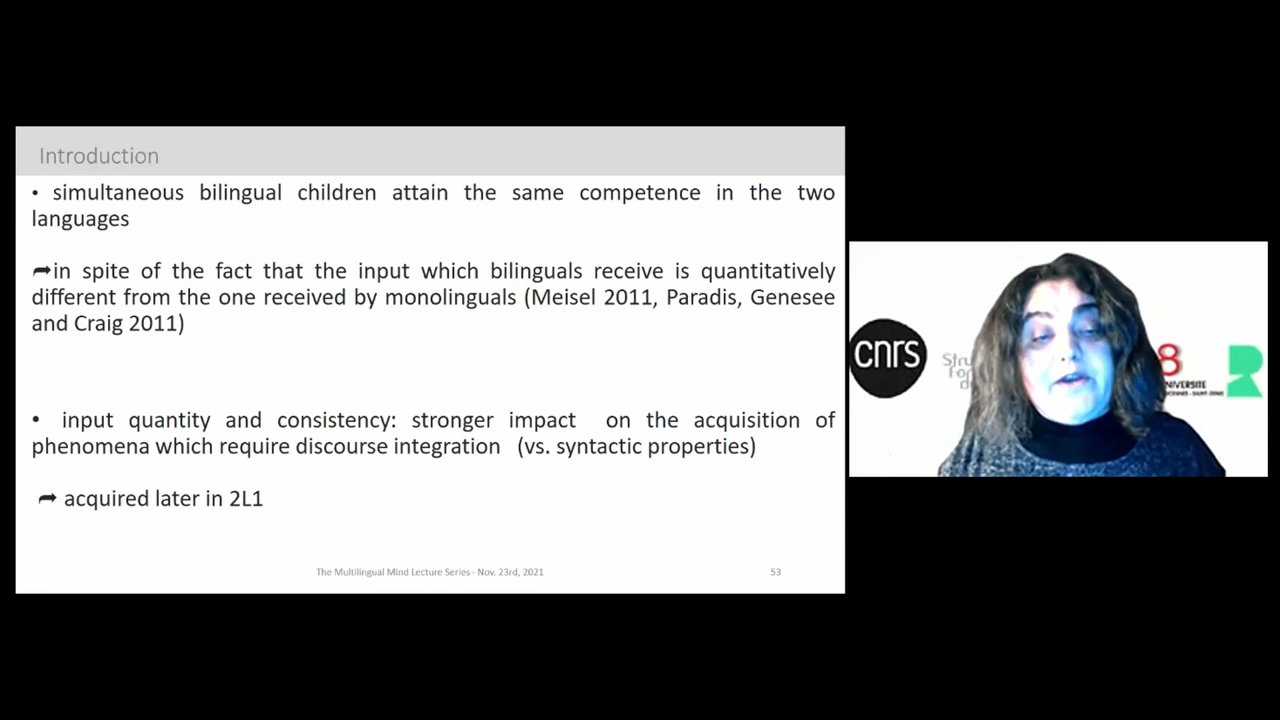 Introduction
• simultaneous bilingual children attain the same competence in the two
languages
➦in spite of the fact that the input which bilinguals receive is quantitatively
different from the one received by monolinguals (Meisel 2011, Paradis, Genesee
and Craig 2011)
• input quantity and consistency: stronger impact on the acquisition of
phenomena which require discourse integration (vs. syntactic properties)
➦ acquired later in 2L1
The Multilingual Mind Lecture Series - Nov. 23rd, 2021
53
cnrs
8